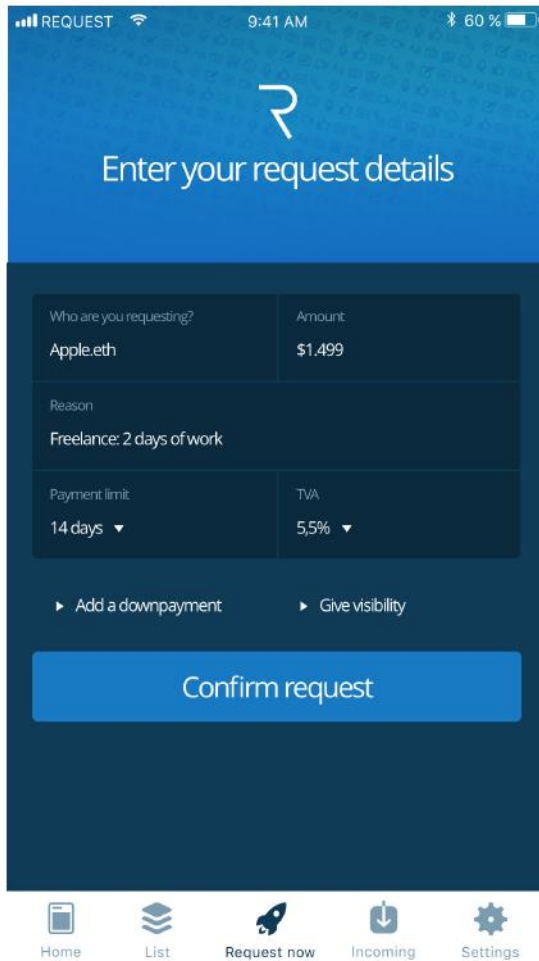 REQUEST 9:41 AM 60 %
Enter your request details
Who are you requesting? Amount
Apple.eth $1.499
Reason
Freelance: 2 days of work
Payment limit TVA
14 days 5,5%
Add a downpayment Give visibility
Confirm request
Home List Request now Incoming Settings